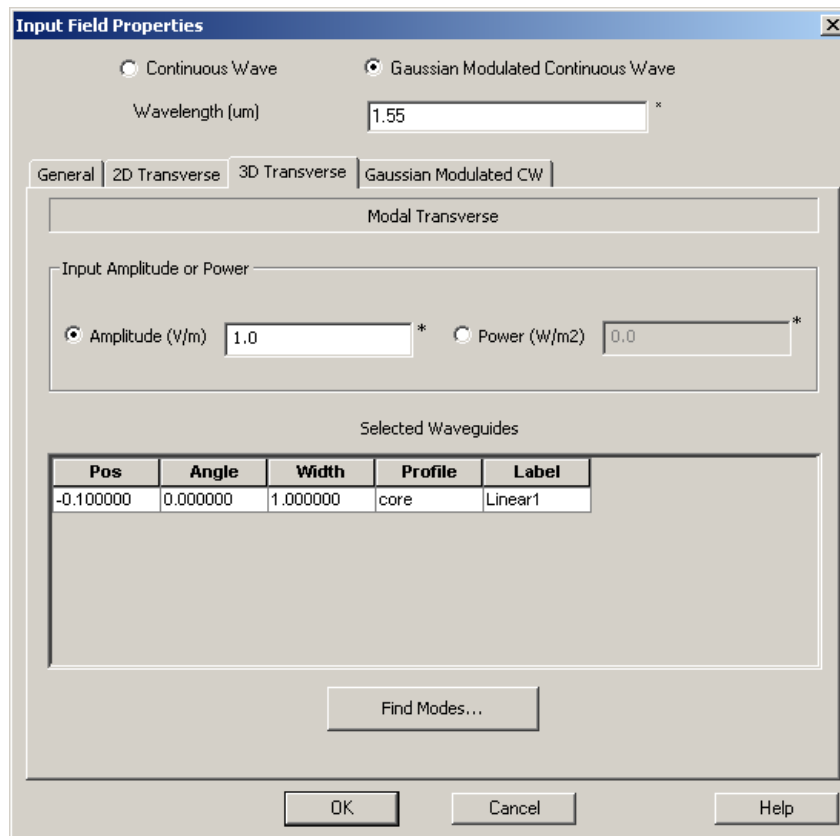 Input Field Properties
Continuous Wave Gaussian Modulated Continuous Wave
Wavelength (um) 1.55 *
General 2D Transverse 3D Transverse Gaussian Modulated CW
Modal Transverse
Input Amplitude or Power
Amplitude (V/m) 1.0 * Power (W/m2) 0.0 *
Selected Waveguides
Pos Angle Width Profile Label
-0.100000 0.000000 1.000000 core Linear1
Find Modes...
OK Cancel Help